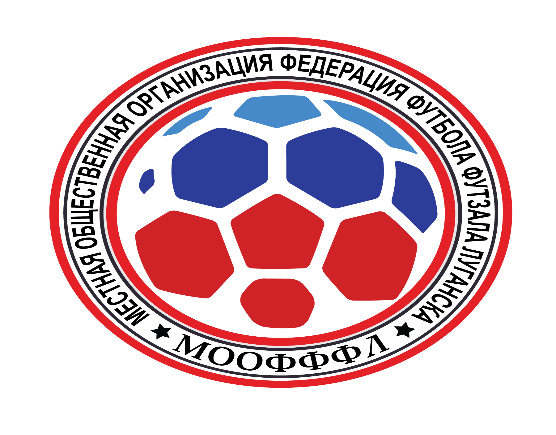 МЕСТНАЯ ОБЩЕСТВЕННАЯ ОРГАНИЗАЦИЯ ФЕДЕРАЦИЯ ФУТБОЛА ФУТЗАЛА ЛУГАНСКА
МООФФФЛ